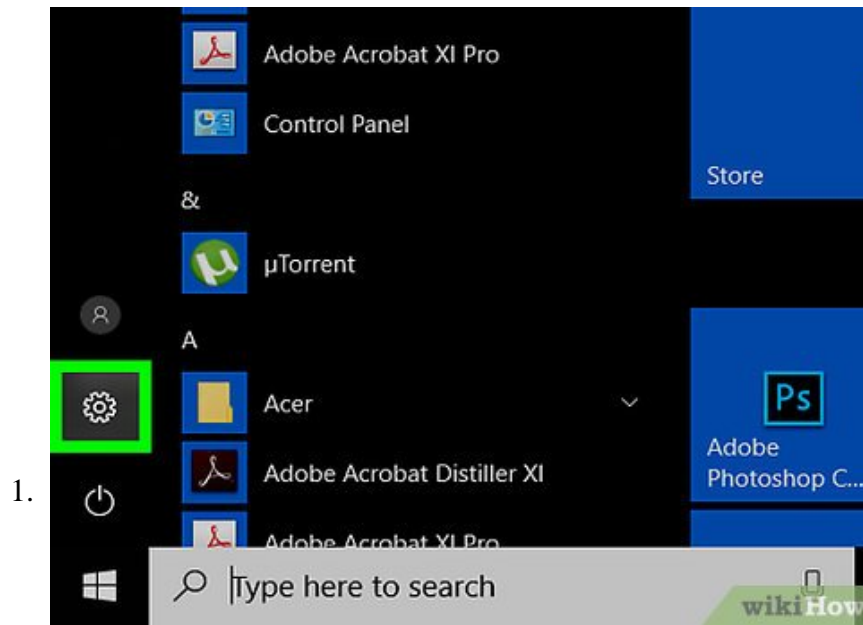 Adobe Acrobat XI Pro
Control Panel
Store
&
µTorrent
A
Acer
Ps
Adobe
Photoshop C...
Adobe Acrobat Distiller XI
1.
Adobe Acrobat XI Pro
Type here to search
wikiHow